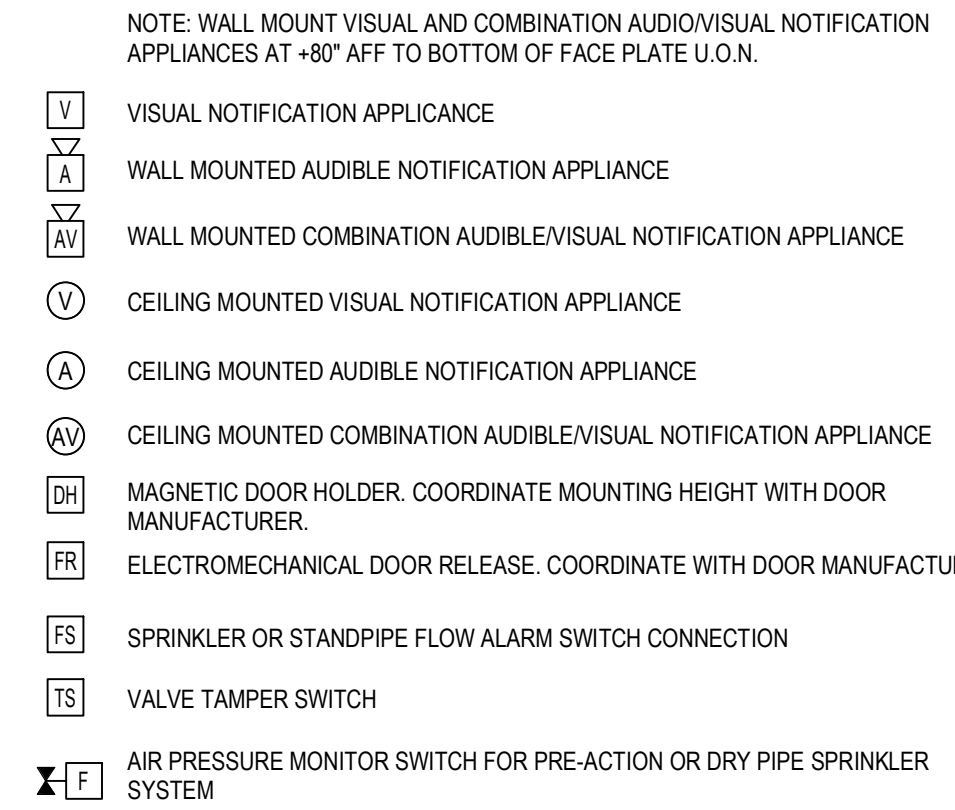 NOTE: WALL MOUNT VISUAL AND COMBINATION AUDIO/VISUAL NOTIFICATION
APPLIANCES AT +80" AFF TO BOTTOM OF FACE PLATE U.O.N.
V VISUAL NOTIFICATION APPLICANCE
A WALL MOUNTED AUDIBLE NOTIFICATION APPLIANCE
AV WALL MOUNTED COMBINATION AUDIBLE/VISUAL NOTIFICATION APPLIANCE
V CEILING MOUNTED VISUAL NOTIFICATION APPLIANCE
A CEILING MOUNTED AUDIBLE NOTIFICATION APPLIANCE
AV CEILING MOUNTED COMBINATION AUDIBLE/VISUAL NOTIFICATION APPLIANCE
DH MAGNETIC DOOR HOLDER. COORDINATE MOUNTING HEIGHT WITH DOOR
MANUFACTURER.
FR ELECTROMECHANICAL DOOR RELEASE. COORDINATE WITH DOOR MANUFACTU
FS SPRINKLER OR STANDPIPE FLOW ALARM SWITCH CONNECTION
TS VALVE TAMPER SWITCH
F AIR PRESSURE MONITOR SWITCH FOR PRE-ACTION OR DRY PIPE SPRINKLER
SYSTEM